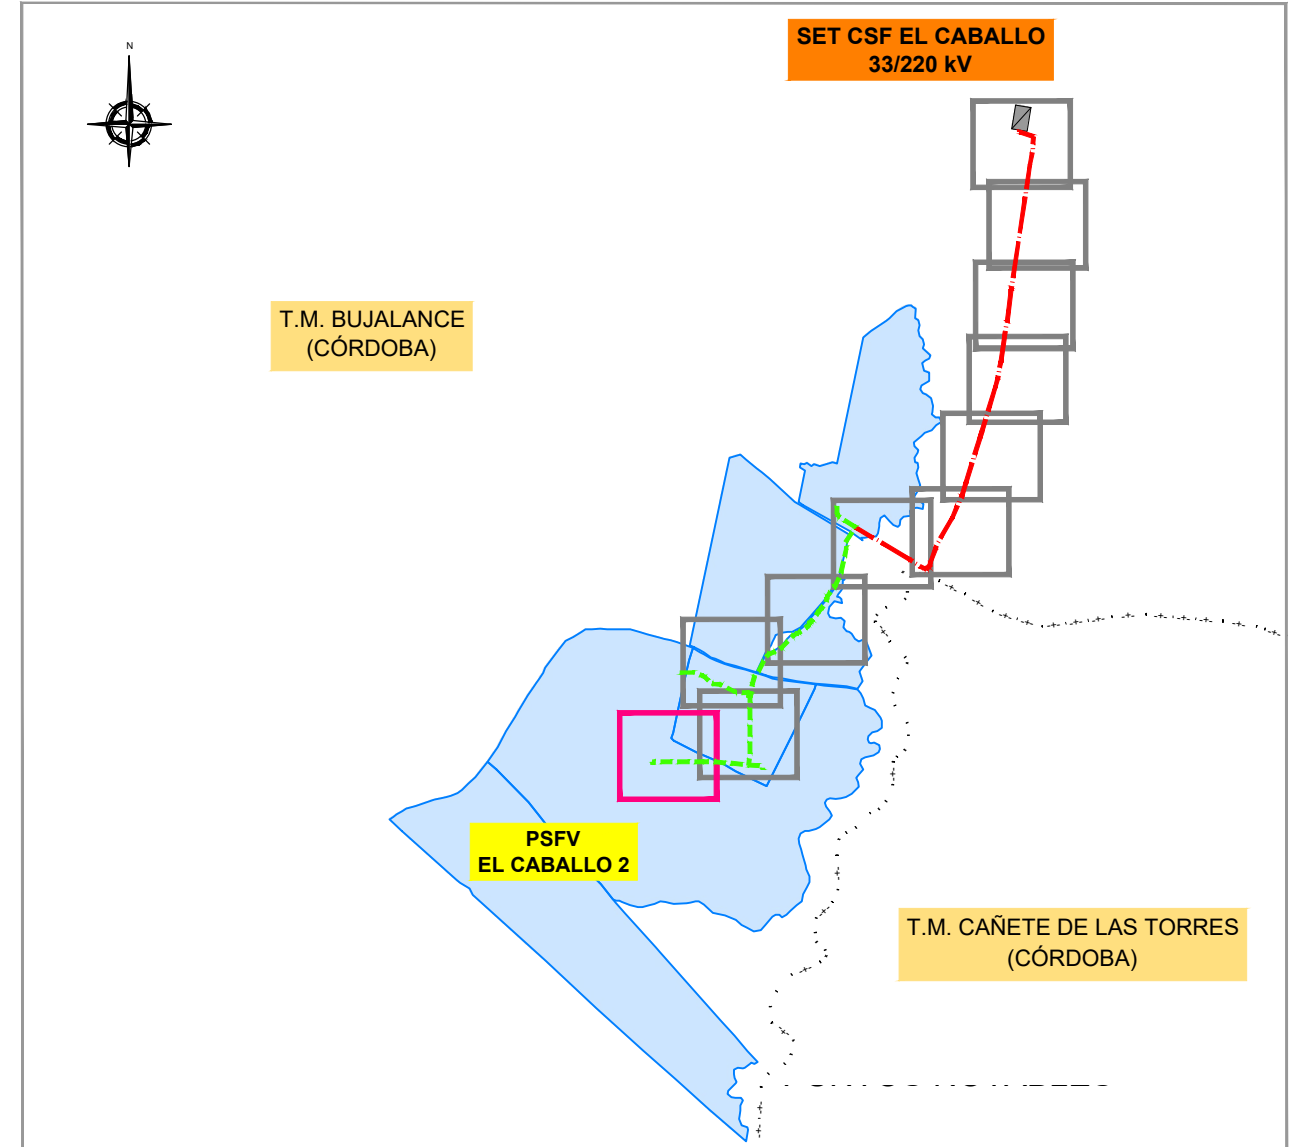 SET CSF EL CABALLO
33/220 kV
N
T.M. BUJALANCE
(CÓRDOBA)
PSFV
EL CABALLO 2
T.M. CAÑETE DE LAS TORRES
(CÓRDOBA)